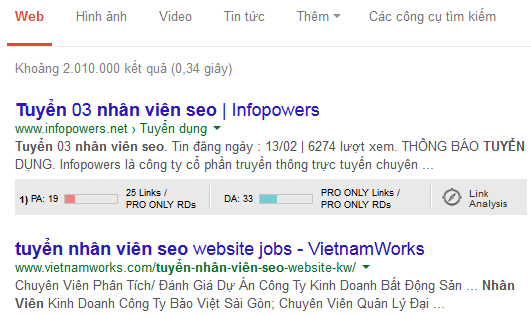 Web Hình ảnh Video Tin tức Thêm Các công cụ tìm kiếm
Khoảng 2.010.000 kết quả (0,34 giây)
Tuyển 03 nhân viên seo | Infopowers
www.infopowers.net › Tuyển dụng
Tuyển 03 nhân viên seo. Tin đăng ngày : 13/02 | 6274 lượt xem. THÔNG BÁO TUYỂN
DỤNG. Infopowers là công ty cổ phần truyền thông trực tuyến chuyên ...
1) PA: 19 25 Links / DA: 33 PRO ONLY Links / Link
PRO ONLY RDs PRO ONLY RDs Analysis
tuyển nhân viên seo website jobs - VietnamWorks
www.vietnamworks.com/tuyển-nhân-viên-seo-website-kw/
Chuyên Viên Phân Tích/ Đánh Giá Dự Án Công Ty Kinh Doanh Bất Động Sản ... Nhân
Viên Kinh Doanh Công Ty Bảo Việt Sài Gòn; Chuyên Viên Quản Lý Đại ...